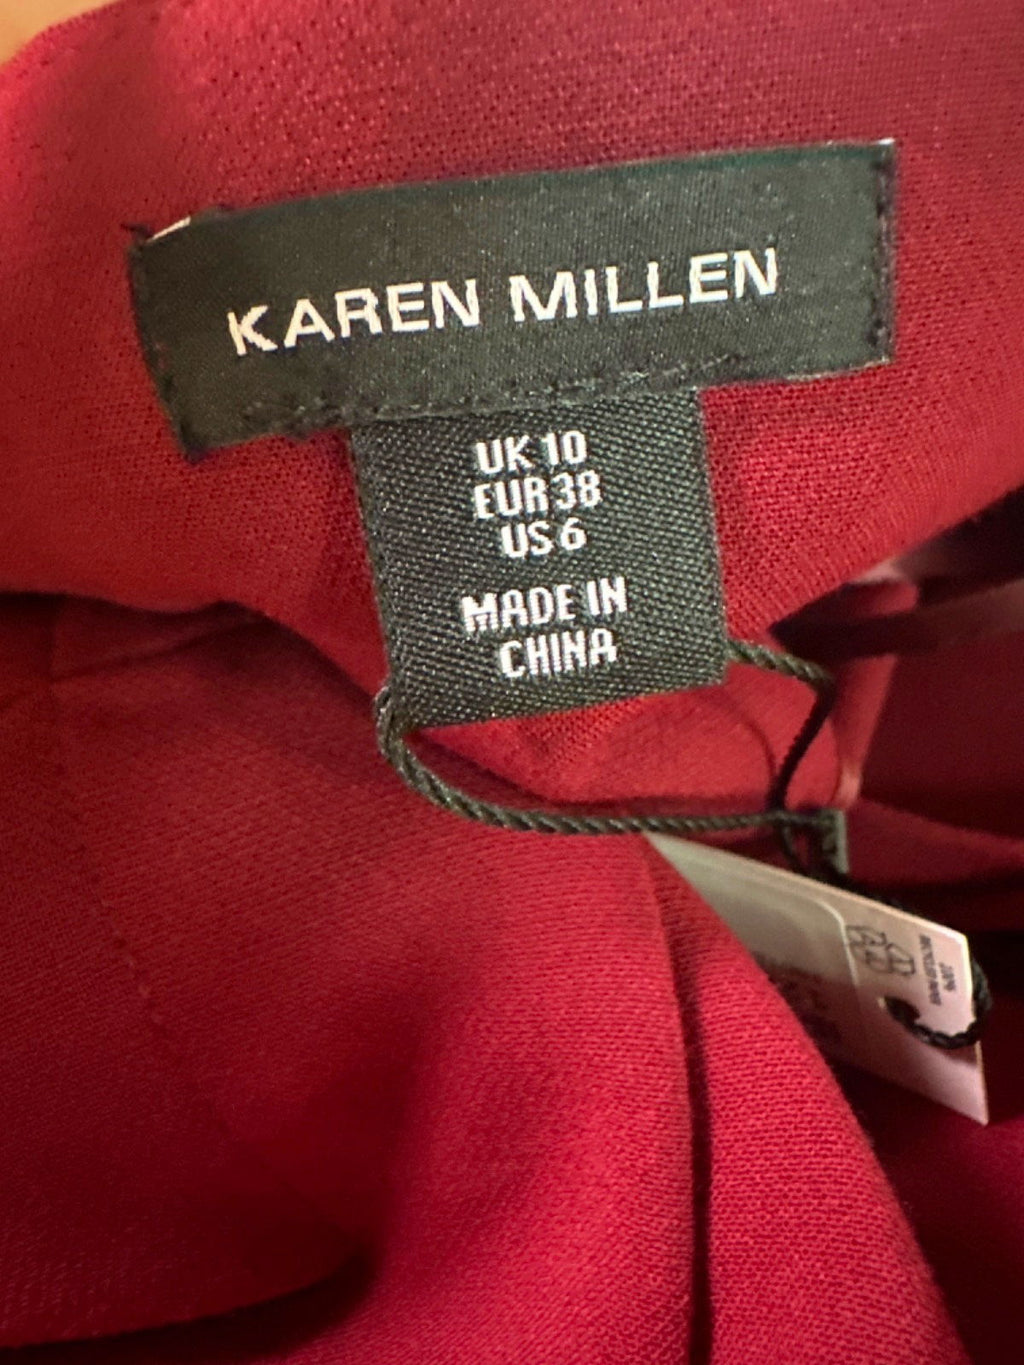 KAREN MILLEN
UK 10
EUR 38
US 6
MADE IN
CHINA